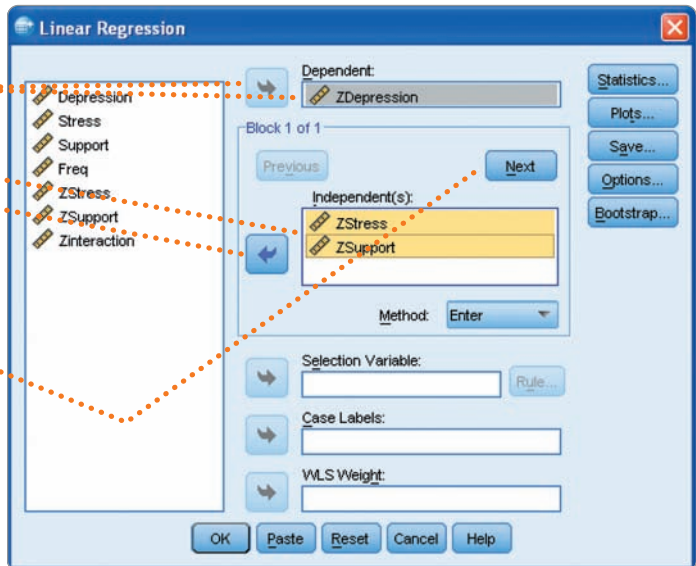 Linear Regression
Depression
Stress
Support
Freq
ZStress
ZSupport
Zinteraction
Dependent:
ZDepression
Block 1 of 1
Previous
Next
Independent(s):
ZStress
ZSupport
Method:
Enter
Selection Variable:
Rule...
Case Labels:
WLS Weight:
Statistics...
Plots...
Save...
Options...
Bootstrap...
OK
Paste
Reset
Cancel
Help